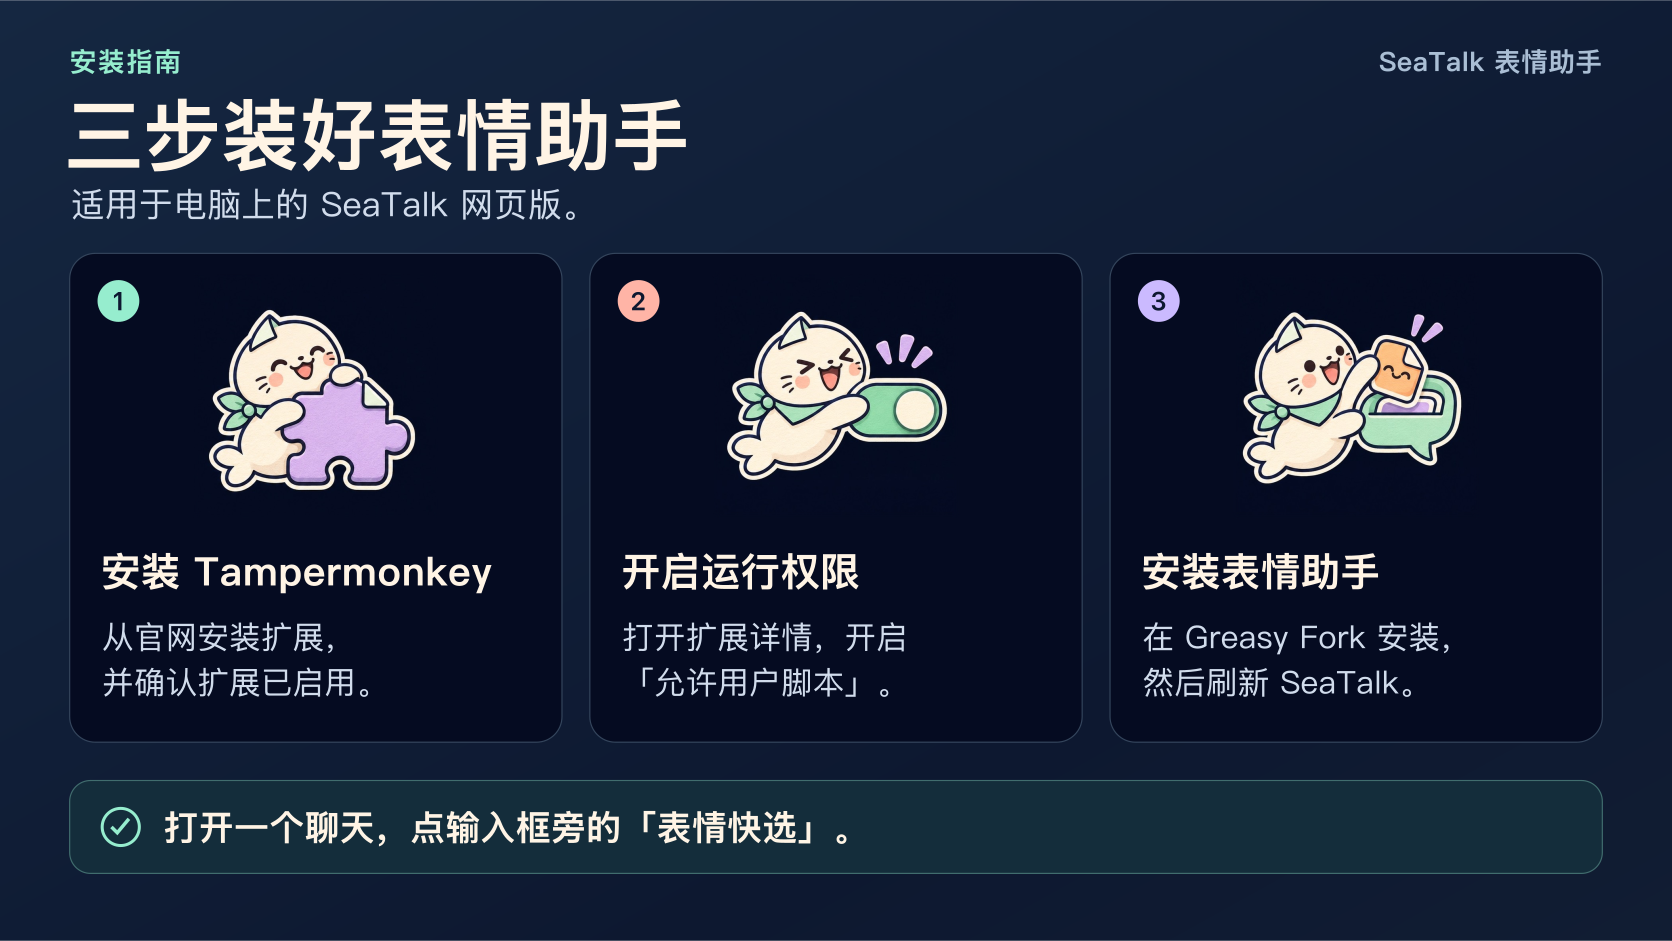 安装指南
SeaTalk 表情助手
三步装好表情助手
适用于电脑上的 SeaTalk 网页版。
1
安装 Tampermonkey
从官网安装扩展，
并确认扩展已启用。
2
开启运行权限
打开扩展详情，开启
「允许用户脚本」。
3
安装表情助手
在 Greasy Fork 安装，
然后刷新 SeaTalk。
打开一个聊天，点输入框旁的「表情快选」。